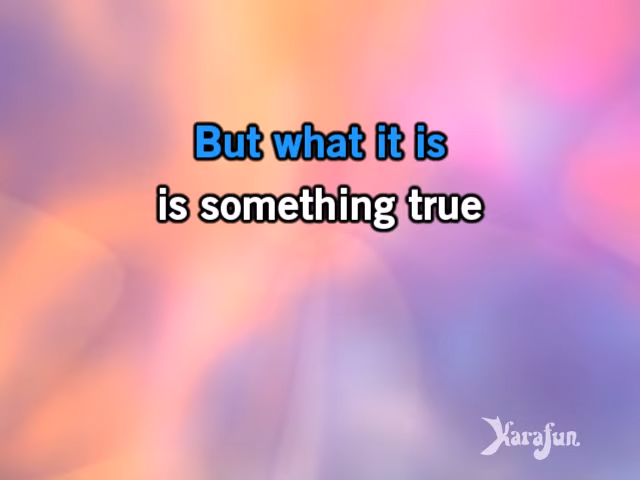 But what it is
is something true
Karafun